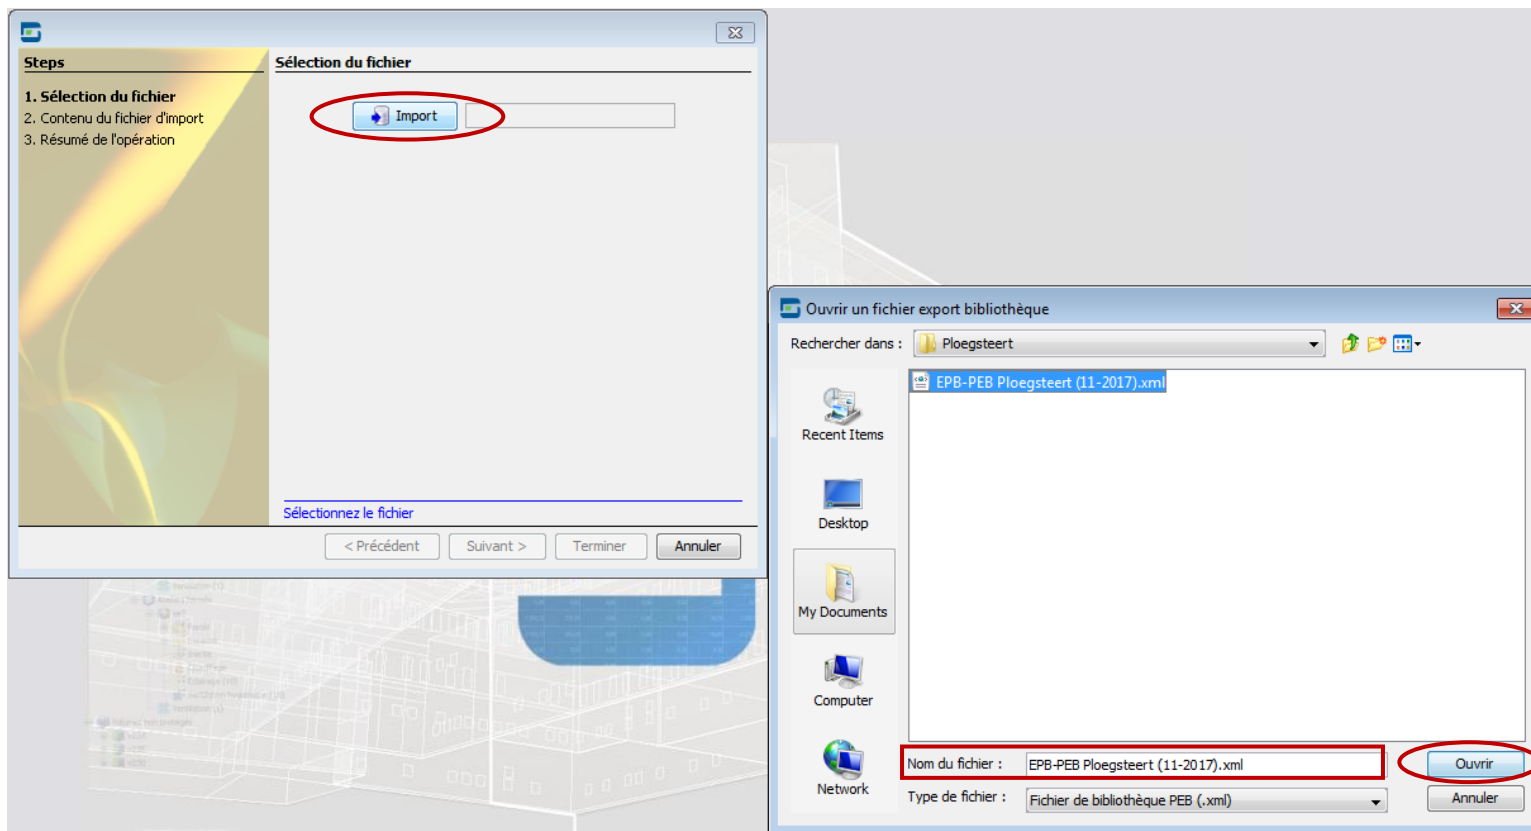 Steps
1. Sélection du fichier
2. Contenu du fichier d'import
3. Résumé de l'opération
Sélection du fichier
Import
Sélectionnez le fichier
< Précédent
Suivant >
Terminer
Annuler
Ouvrir un fichier export bibliothèque
Rechercher dans :
Ploegsteert
EPB-PEB Ploegsteert (11-2017).xml
Recent Items
Desktop
My Documents
Computer
Network
Nom du fichier :
EPB-PEB Ploegsteert (11-2017).xml
Ouvrir
Type de fichier :
Fichier de bibliothèque PEB (.xml)
Annuler